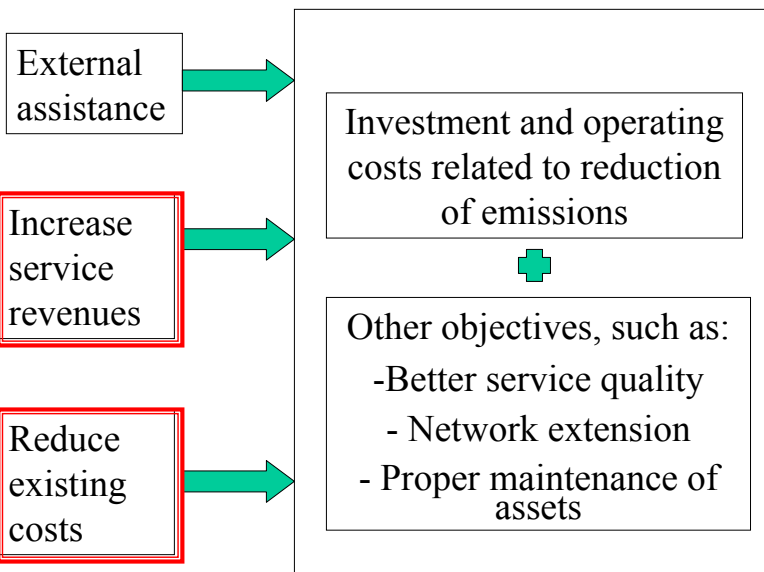 External
assistance
Increase
service
revenues
Reduce
existing
costs
Investment and operating
costs related to reduction
of emissions
Other objectives, such as:
-Better service quality
- Network extension
- Proper maintenance of
assets